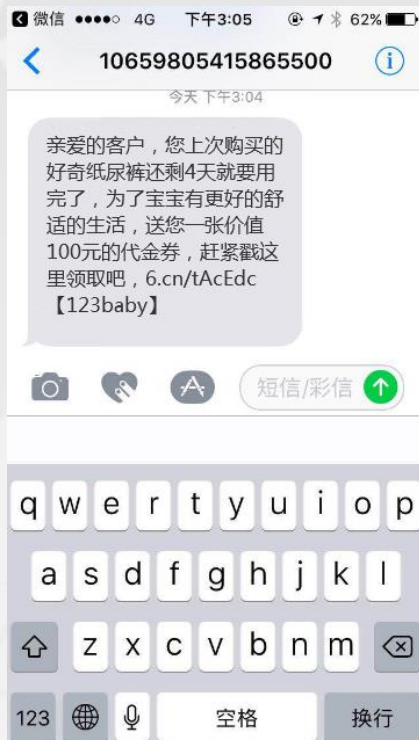 微信 4G 下午3:05 62%
10659805415865500
今天 下午3:04
亲爱的客户，您上次购买的
好奇纸尿裤还剩4天就要用
完了，为了宝宝有更好的舒
适的生活，送您一张价值
100元的代金券，赶紧戳这
里领取吧，6.cn/tAcEdc
【123baby】
短信/彩信
q w e r t y u i o p
a s d f g h j k l
z x c v b n m
123 空格 换行